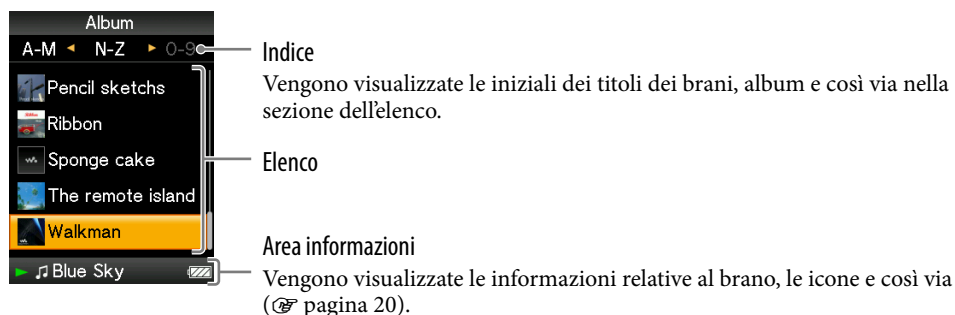 Album
A-M N-Z 0-9
Pencil sketchs
Ribbon
Sponge cake
The remote island
Walkman
Blue Sky
Indice
Vengono visualizzate le iniziali dei titoli dei brani, album e così via nella
sezione dell'elenco.
Elenco
Area informazioni
Vengono visualizzate le informazioni relative al brano, le icone e così via
(☞ pagina 20).